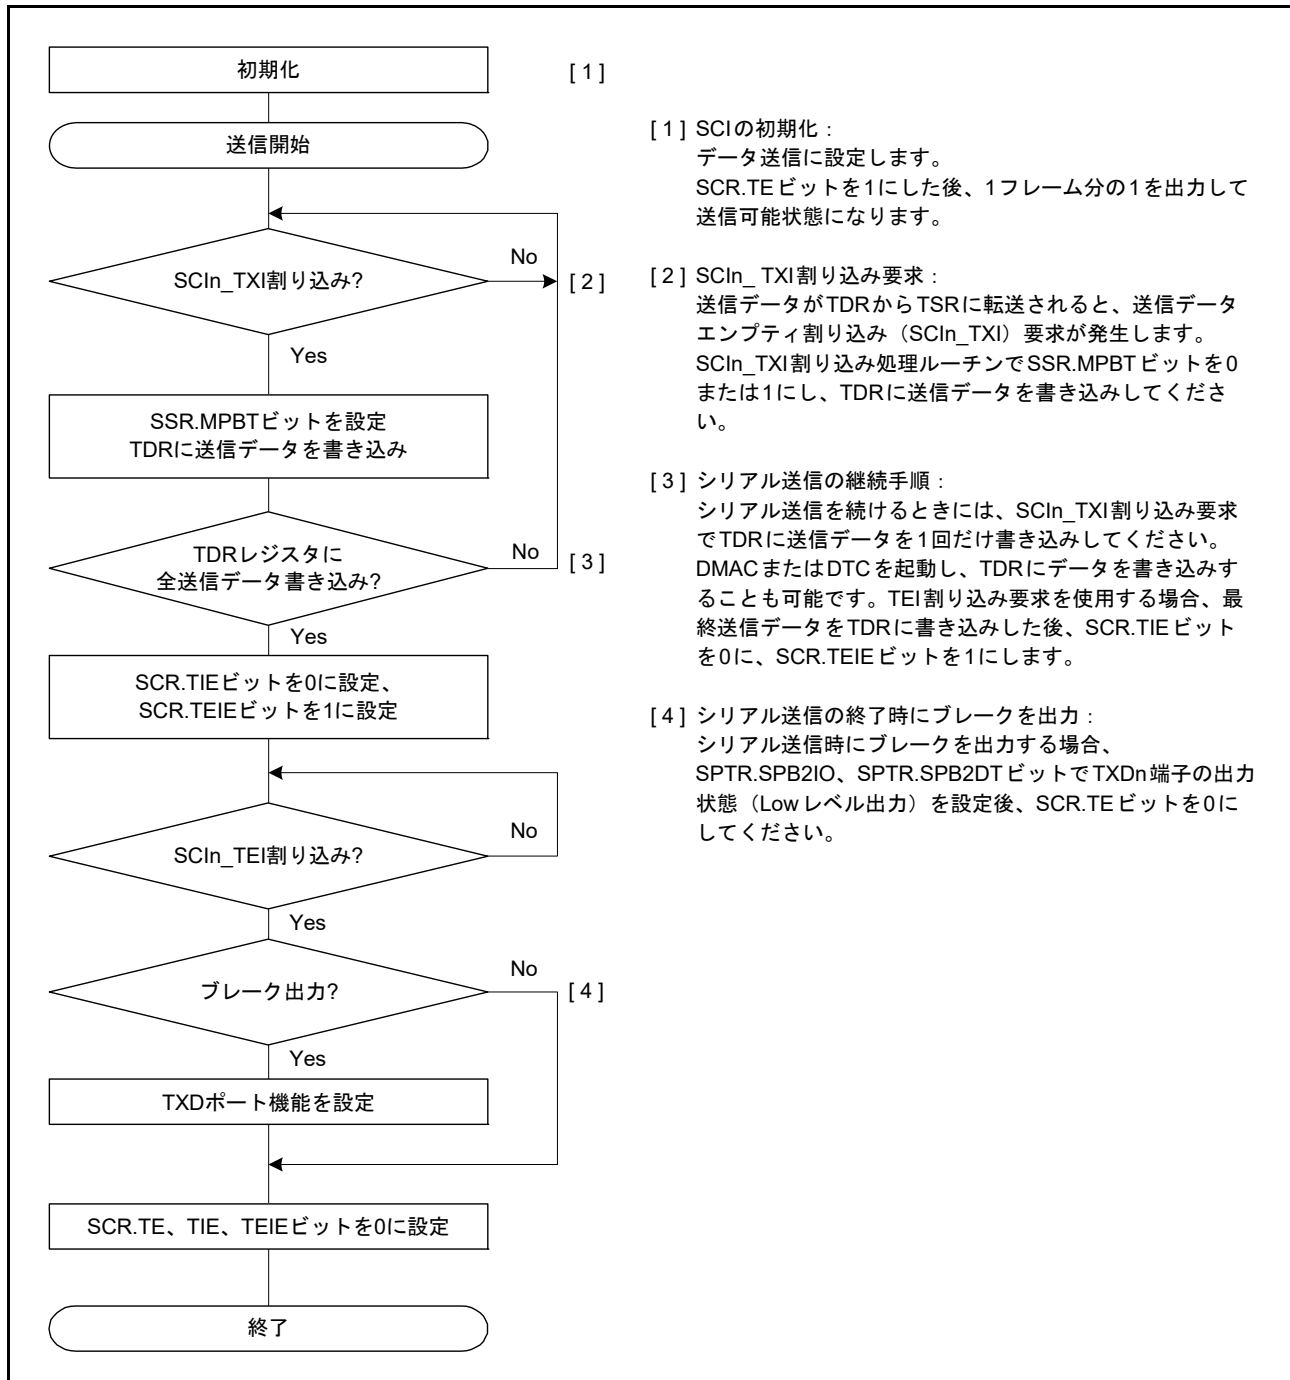 初期化
[ 1 ]
送信開始
SCIn_TXI割り込み?
No
[ 2 ]
Yes
SSR.MPBTビットを設定
TDRに送信データを書き込み
TDRレジスタに
全送信データ書き込み?
No
[ 3 ]
Yes
SCR.TIEビットを0に設定、
SCR.TEIEビットを1に設定
SCIn_TEI割り込み?
No
Yes
ブレーク出力?
No
[ 4 ]
Yes
TXDポート機能を設定
SCR.TE、TIE、TEIEビットを0に設定
終了
[ 1 ] SCIの初期化：
データ送信に設定します。
SCR.TEビットを1にした後、1フレーム分の1を出力して
送信可能状態になります。
[ 2 ] SCIn_ TXI割り込み要求：
送信データがTDRからTSRに転送されると、送信データ
エンプティ割り込み（SCIn_TXI）要求が発生します。
SCIn_TXI割り込み処理ルーチンでSSR.MPBTビットを0
または1にし、TDRに送信データを書き込みしてくださ
い。
[ 3 ] シリアル送信の継続手順：
シリアル送信を続けるときには、SCIn_TXI割り込み要求
でTDRに送信データを1回だけ書き込みしてください。
DMACまたはDTCを起動し、TDRにデータを書き込みす
ることも可能です。TEI割り込み要求を使用する場合、最
終送信データをTDRに書き込みした後、SCR.TIEビット
を0に、SCR.TEIEビットを1にします。
[ 4 ] シリアル送信の終了時にブレークを出力：
シリアル送信時にブレークを出力する場合、
SPTR.SPB2IO、SPTR.SPB2DTビットでTXDn端子の出力
状態（Lowレベル出力）を設定後、SCR.TEビットを0に
してください。